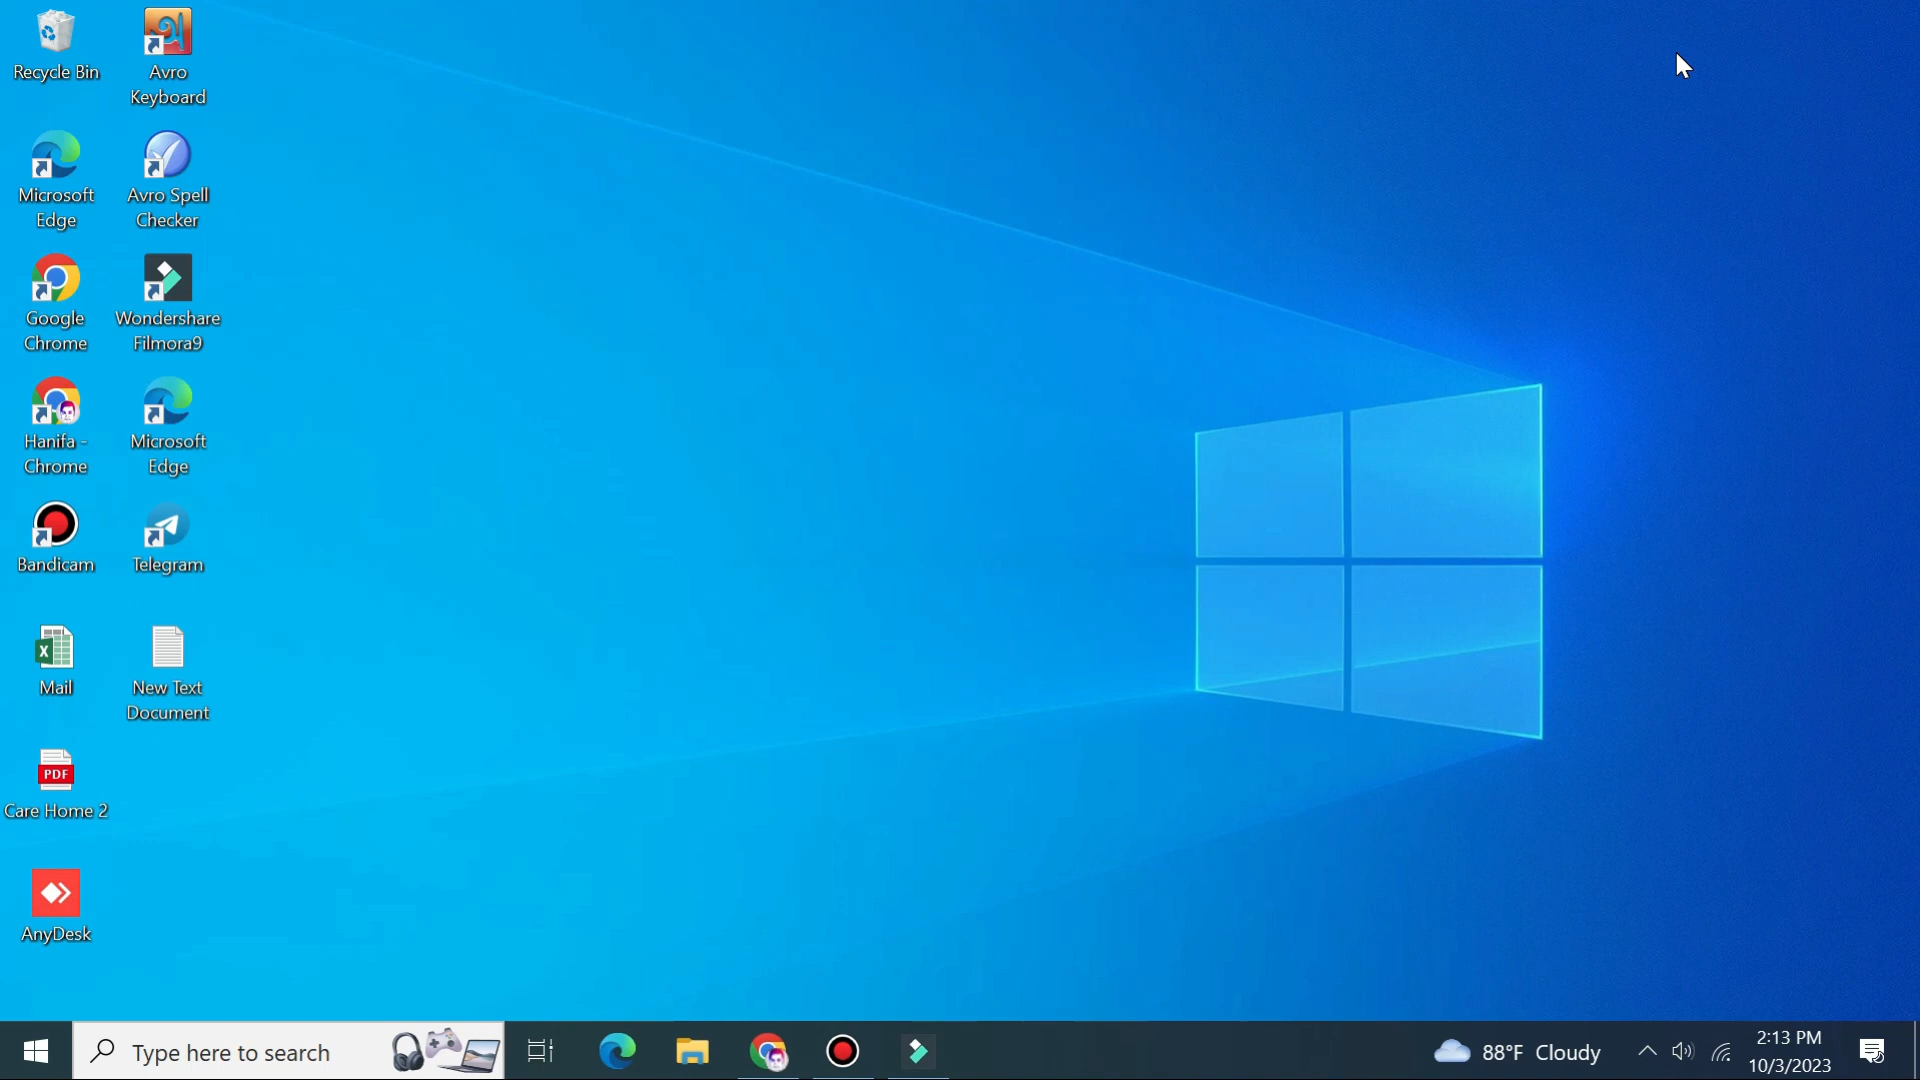 Recycle Bin
Avro
Keyboard
Microsoft
Edge
Avro Spell
Checker
Google
Chrome
Wondershare
Filmora9
Hanifa -
Chrome
Microsoft
Edge
Bandicam
Telegram
Mail
New Text
Document
PDF
Care Home 2
AnyDesk
Type here to search
88°F Cloudy
2:13 PM
10/3/2023